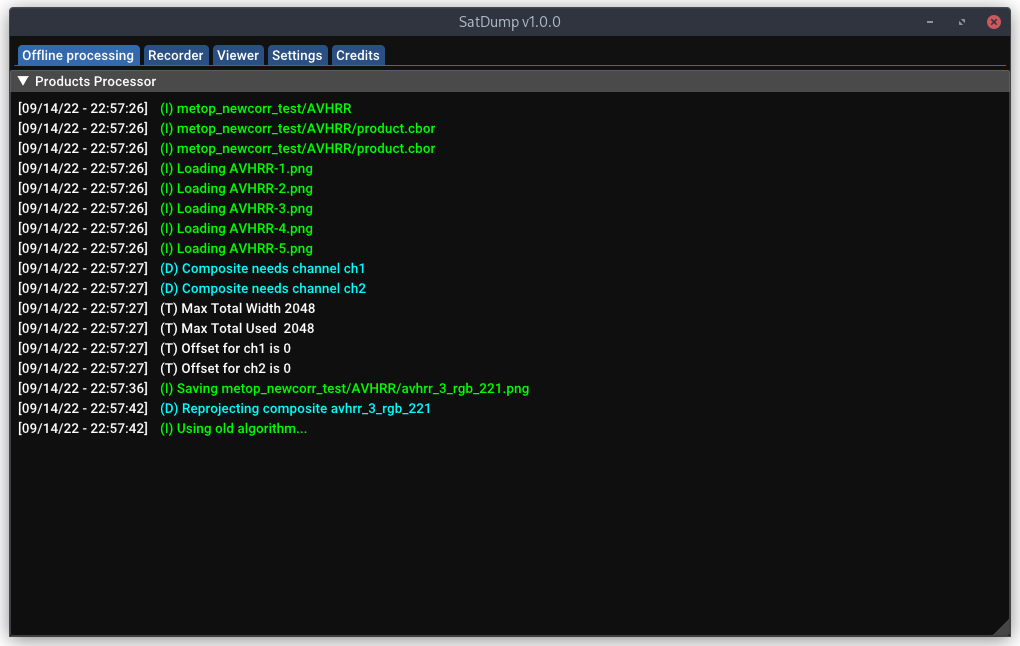 SatDump v1.0.0
Offline processing Recorder Viewer Settings Credits
Products Processor
[09/14/22 - 22:57:26] (I) metop_newcorr_test/AVHRR
[09/14/22 - 22:57:26] (I) metop_newcorr_test/AVHRR/product.cbor
[09/14/22 - 22:57:26] (I) metop_newcorr_test/AVHRR/product.cbor
[09/14/22 - 22:57:26] (I) Loading AVHRR-1.png
[09/14/22 - 22:57:26] (I) Loading AVHRR-2.png
[09/14/22 - 22:57:26] (I) Loading AVHRR-3.png
[09/14/22 - 22:57:26] (I) Loading AVHRR-4.png
[09/14/22 - 22:57:26] (I) Loading AVHRR-5.png
[09/14/22 - 22:57:27] (D) Composite needs channel ch1
[09/14/22 - 22:57:27] (D) Composite needs channel ch2
[09/14/22 - 22:57:27] (T) Max Total Width 2048
[09/14/22 - 22:57:27] (T) Max Total Used  2048
[09/14/22 - 22:57:27] (T) Offset for ch1 is 0
[09/14/22 - 22:57:27] (T) Offset for ch2 is 0
[09/14/22 - 22:57:36] (I) Saving metop_newcorr_test/AVHRR/avhrr_3_rgb_221.png
[09/14/22 - 22:57:42] (D) Reprojecting composite avhrr_3_rgb_221
[09/14/22 - 22:57:42] (I) Using old algorithm...